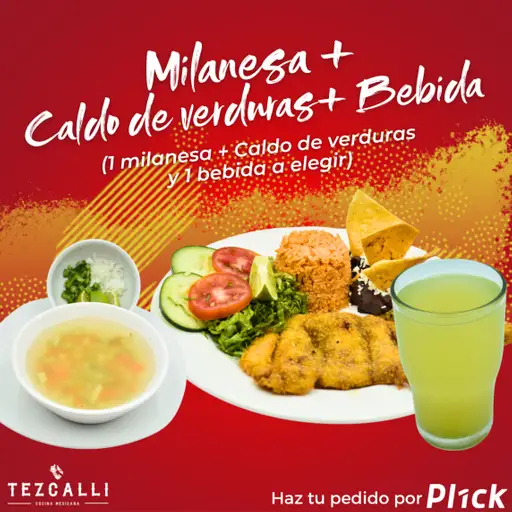 Milanesa +
Caldo de verduras+ Bebida
(1 milanesa + Caldo de verduras
y 1 bebida a elegir)
TEZCALLI
COCINA MEXICANA
Haz tu pedido por Plick